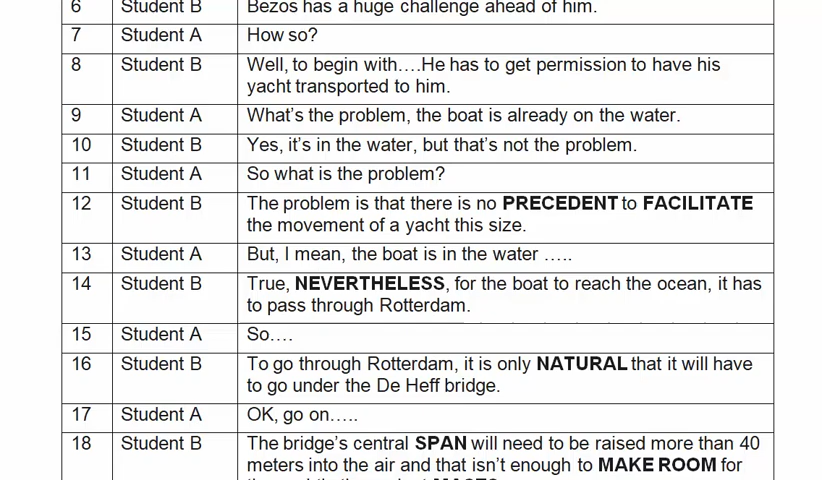 6 Student B Bezos has a huge challenge ahead of him.
7 Student A How so?
8 Student B Well, to begin with….He has to get permission to have his
yacht transported to him.
9 Student A What's the problem, the boat is already on the water.
10 Student B Yes, it's in the water, but that's not the problem.
11 Student A So what is the problem?
12 Student B The problem is that there is no PRECEDENT to FACILITATE
the movement of a yacht this size.
13 Student A But, I mean, the boat is in the water …..
14 Student B True, NEVERTHELESS, for the boat to reach the ocean, it has
to pass through Rotterdam.
15 Student A So….
16 Student B To go through Rotterdam, it is only NATURAL that it will have
to go under the De Heff bridge.
17 Student A OK, go on…..
18 Student B The bridge's central SPAN will need to be raised more than 40
meters into the air and that isn't enough to MAKE ROOM for